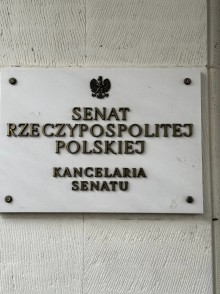 SENAT
RZECZYPOSPOLITEJ
POLSKIEJ
KANCELARIA
SENATU